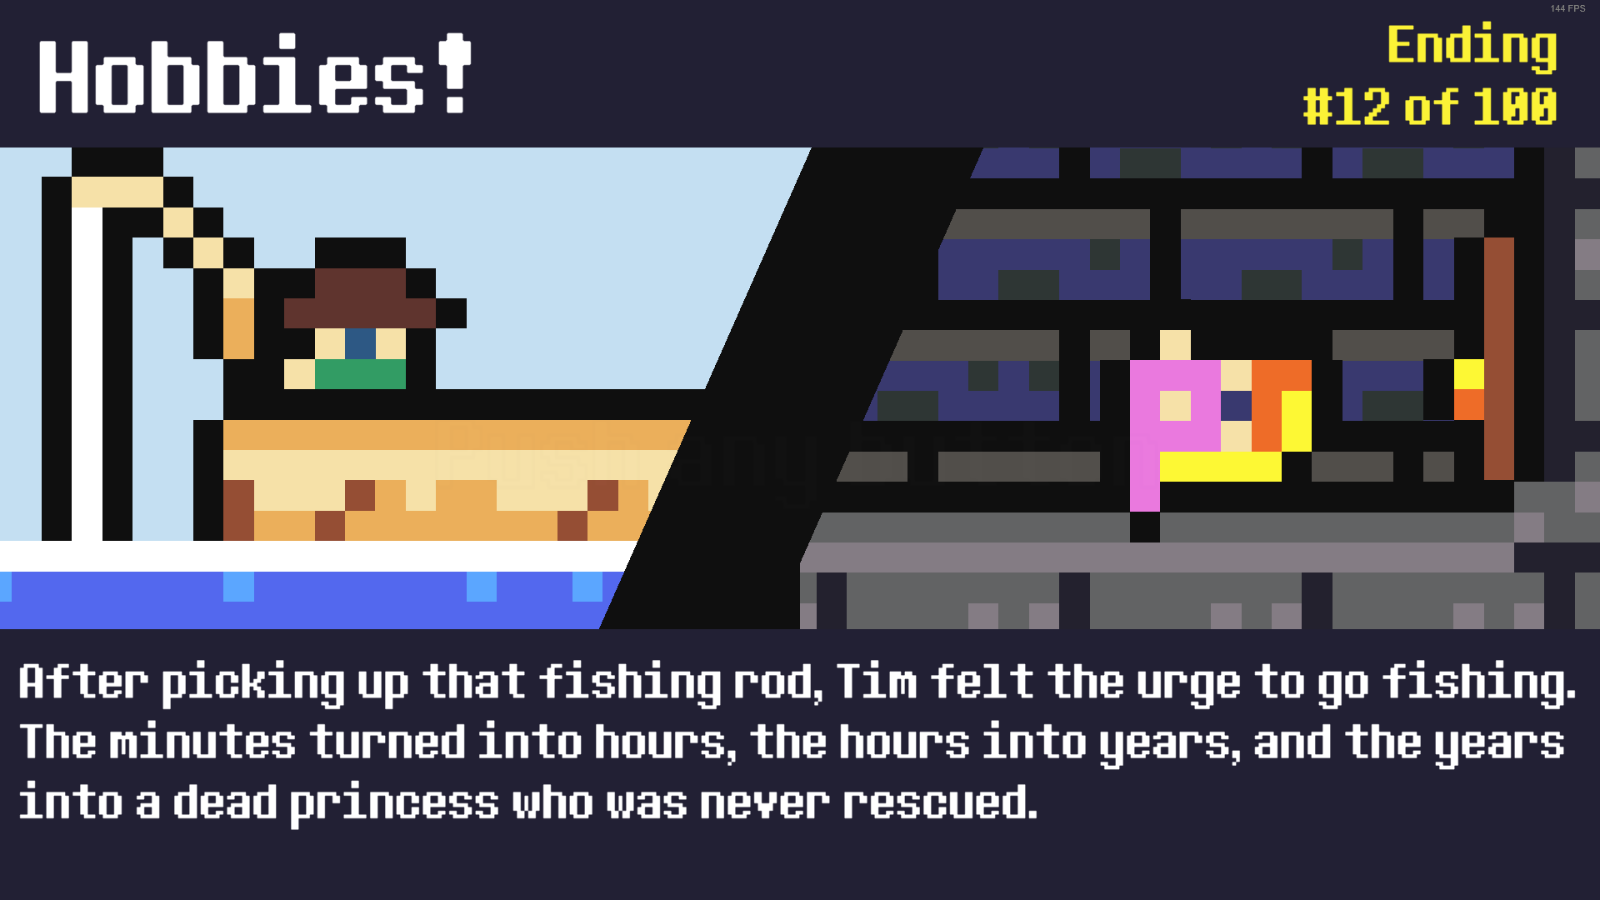 144 FPS
Hobbies!
Ending
#12 of 100
After picking up that fishing rod, Tim felt the urge to go fishing.
The minutes turned into hours, the hours into years, and the years
into a dead princess who was never rescued.